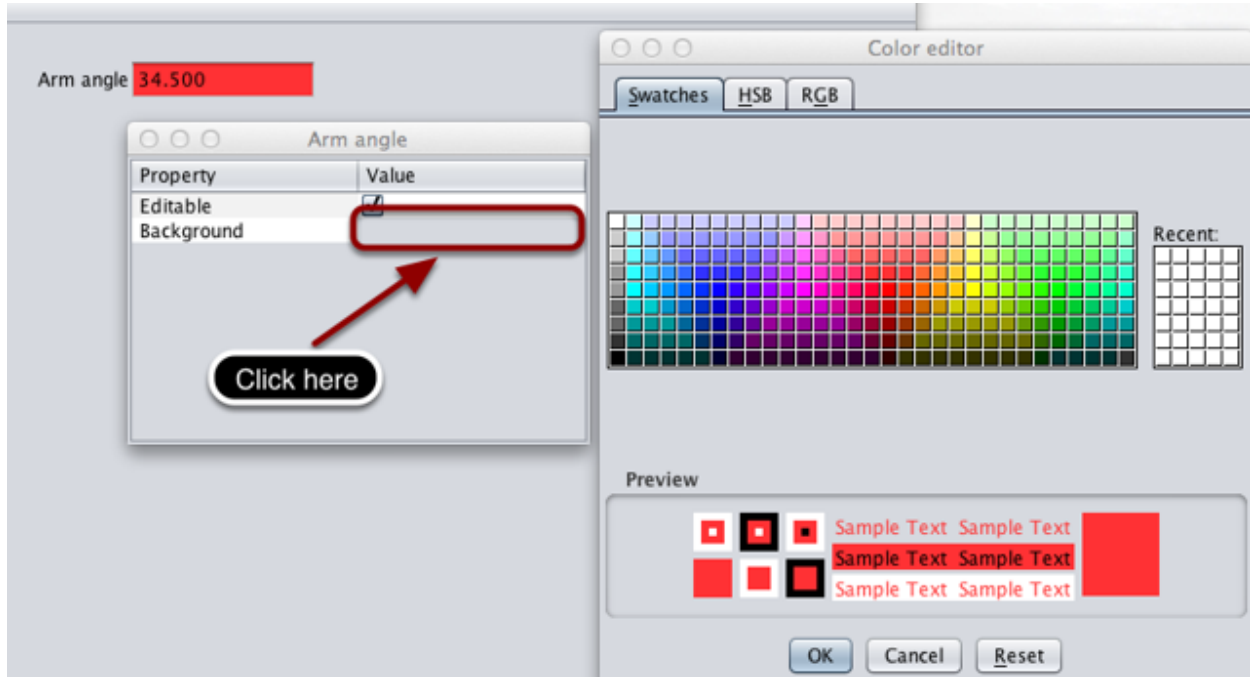 Arm angle 34.500
Arm angle
Property Value
Editable
Background
Click here
Color editor
Swatches HSB RGB
Recent:
Preview
Sample Text Sample Text
Sample Text Sample Text
Sample Text Sample Text
OK Cancel Reset